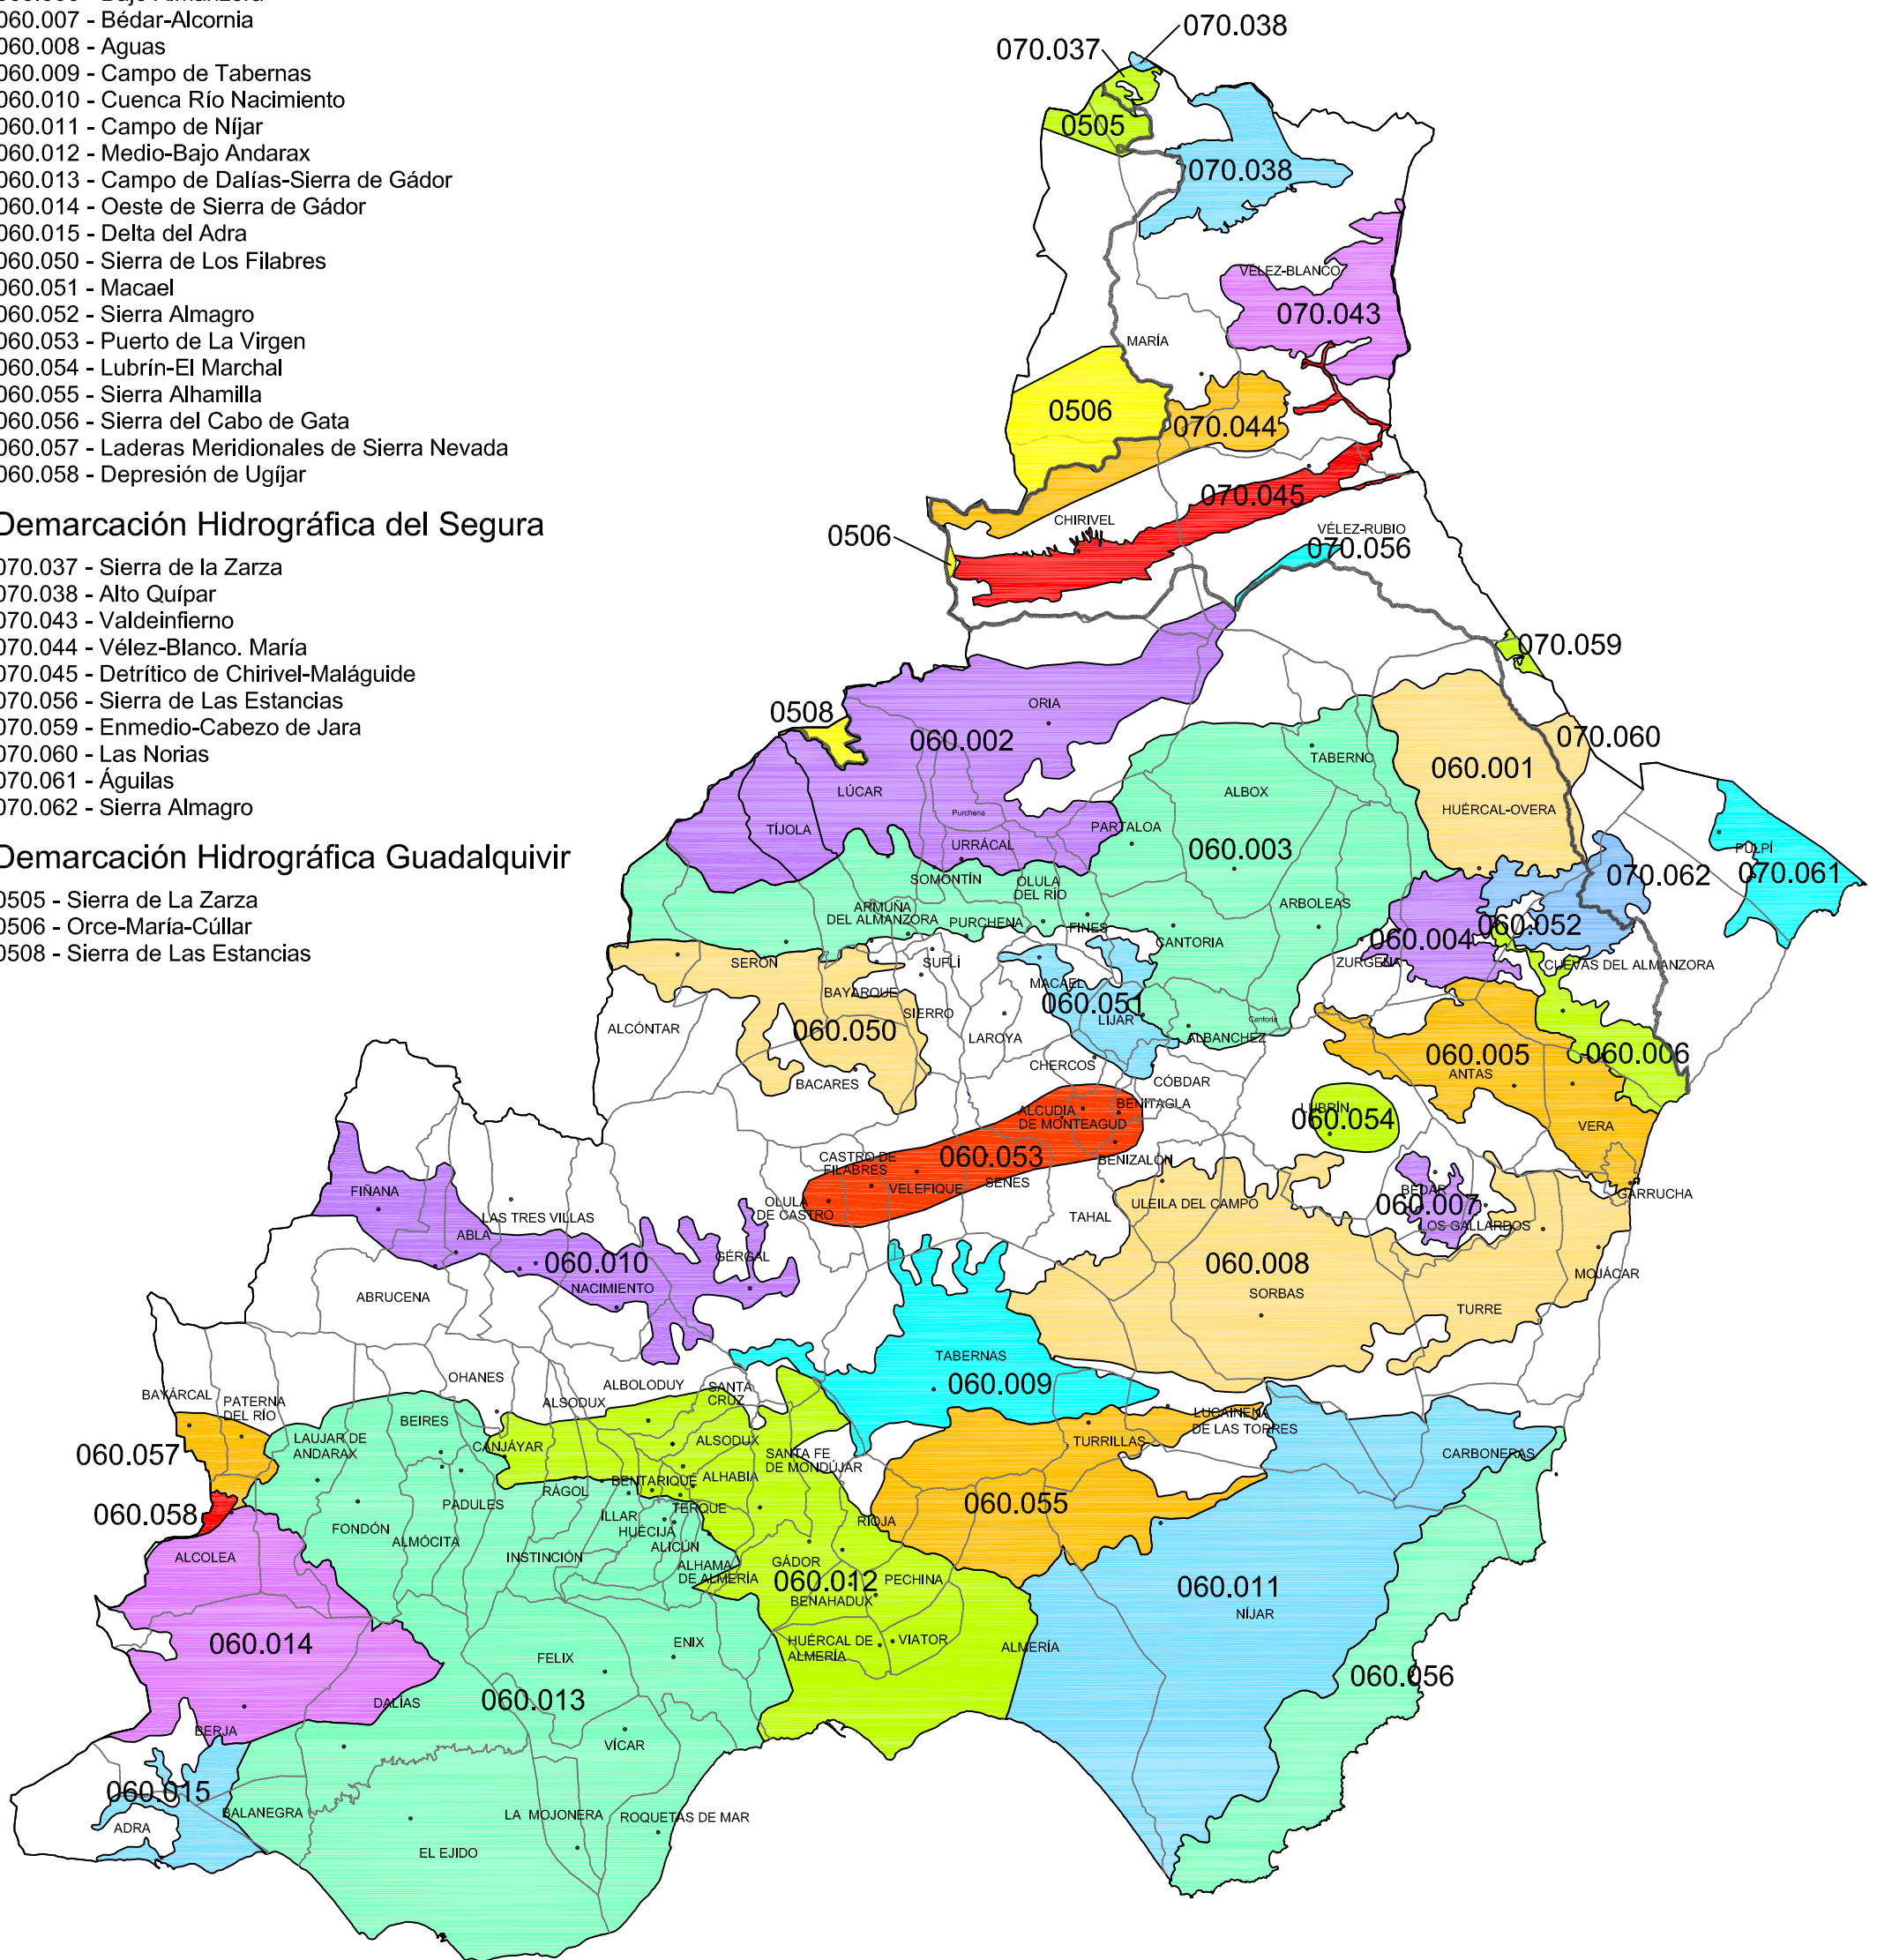 060.007 - Bédar-Alcornia
060.008 - Aguas
060.009 - Campo de Tabernas
060.010 - Cuenca Río Nacimiento
060.011 - Campo de Níjar
060.012 - Medio-Bajo Andarax
060.013 - Campo de Dalías-Sierra de Gádor
060.014 - Oeste de Sierra de Gádor
060.015 - Delta del Adra
060.050 - Sierra de Los Filabres
060.051 - Macael
060.052 - Sierra Almagro
060.053 - Puerto de La Virgen
060.054 - Lubrín-El Marchal
060.055 - Sierra Alhamilla
060.056 - Sierra del Cabo de Gata
060.057 - Laderas Meridionales de Sierra Nevada
060.058 - Depresión de Ugíjar
Demarcación Hidrográfica del Segura
070.037 - Sierra de la Zarza
070.038 - Alto Quípar
070.043 - Valdeinfierno
070.044 - Vélez-Blanco. María
070.045 - Detrítico de Chirivel-Maláguide
070.056 - Sierra de Las Estancias
070.059 - Enmedio-Cabezo de Jara
070.060 - Las Norias
070.061 - Águilas
070.062 - Sierra Almagro
Demarcación Hidrográfica Guadalquivir
0505 - Sierra de La Zarza
0506 - Orce-María-Cúllar
0508 - Sierra de Las Estancias
070.038
070.037
0505
070.038
VÉLEZ-BLANCO
070.043
MARÍA
0506
070.044
070.045
CHIRIVEL
VÉLEZ-RUBIO
0506
070.056
070.059
ORIA
0508
060.002
070.060
TABERNO
060.001
LÚCAR
ALBOX
HUÉRCAL-OVERA
Purchena
TÍJOLA
PARTALOA
URRÁCAL
060.003
PULPÍ
070.061
070.062
SOMONTÍN
OLULA
DEL RÍO
ARMUÑA
DEL ALMANZORA
PURCHENA
FINES
ARBOLEAS
060.052
060.004
CANTORIA
SERÓN
SUFLÍ
ZURGENA
CUEVAS DEL ALMANZORA
MACAEL
BAYARQUE
060.051
SIERRO
LÍJAR
Cantoria
ALCÓNTAR
060.050
LAROYA
ALBANCHEZ
060.005
060.006
CHERCOS
ANTAS
BACARES
CÓBDAR
ALCUDIA
DE MONTEAGUD
BENITAGLA
LUBRÍN
060.054
VERA
CASTRO DE
FILABRES
060.053
BENIZALÓN
VELEFIQUE
SENÉS
FIÑANA
BÉDAR
060.007
GARRUCHA
OLULA
DE CASTRO
ULEILA DEL CAMPO
LAS TRES VILLAS
TAHAL
LOS GALLARDOS
ABLA
060.010
GÉRGAL
060.008
NACIMIENTO
MOJÁCAR
ABRUCENA
SORBAS
TURRE
TABERNAS
OHANES
060.009
ALBOLODUY
SANTA
CRUZ
BAYÁRCAL
PATERNA
DEL RÍO
ALSODUX
BEIRES
LUCAINENA
DE LAS TORRES
LAUJAR DE
ANDARAX
CANJÁYAR
ALSODUX
TURRILLAS
060.057
SANTA FE
DE MONDÚJAR
CARBONERAS
BENTARIQUE
ALHABIA
RÁGOL
PADULES
060.055
060.058
ÍLLAR
TERQUE
RIOJA
FONDÓN
HUÉCIJA
ALMÓCITA
ALICÚN
ALCOLEA
INSTINCIÓN
ALHAMA
DE ALMERÍA
GÁDOR
060.012
PECHINA
060.011
BENAHADUX
NÍJAR
060.014
ENIX
HUÉRCAL DE
ALMERÍA
VIATOR
ALMERÍA
FELIX
060.056
060.013
DALÍAS
BERJA
VÍCAR
060.015
BALANEGRA
LA MOJONERA
ROQUETAS DE MAR
ADRA
EL EJIDO